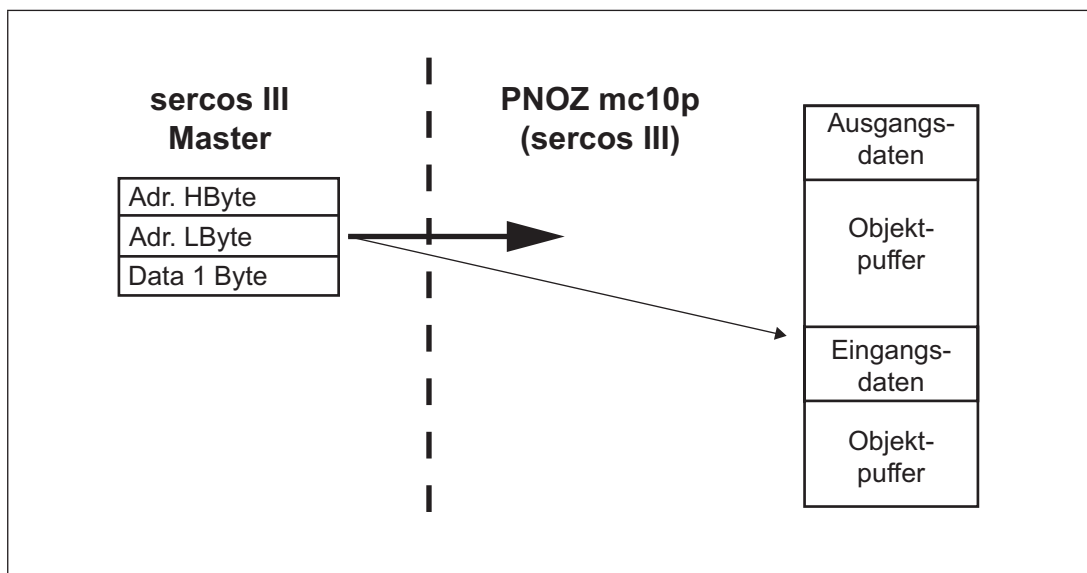 sercos III
Master
Adr. HByte
Adr. LByte
Data 1 Byte
PNOZ mc10p
(sercos III)
Ausgangs-
daten
Objekt-
puffer
Eingangs-
daten
Objekt-
puffer